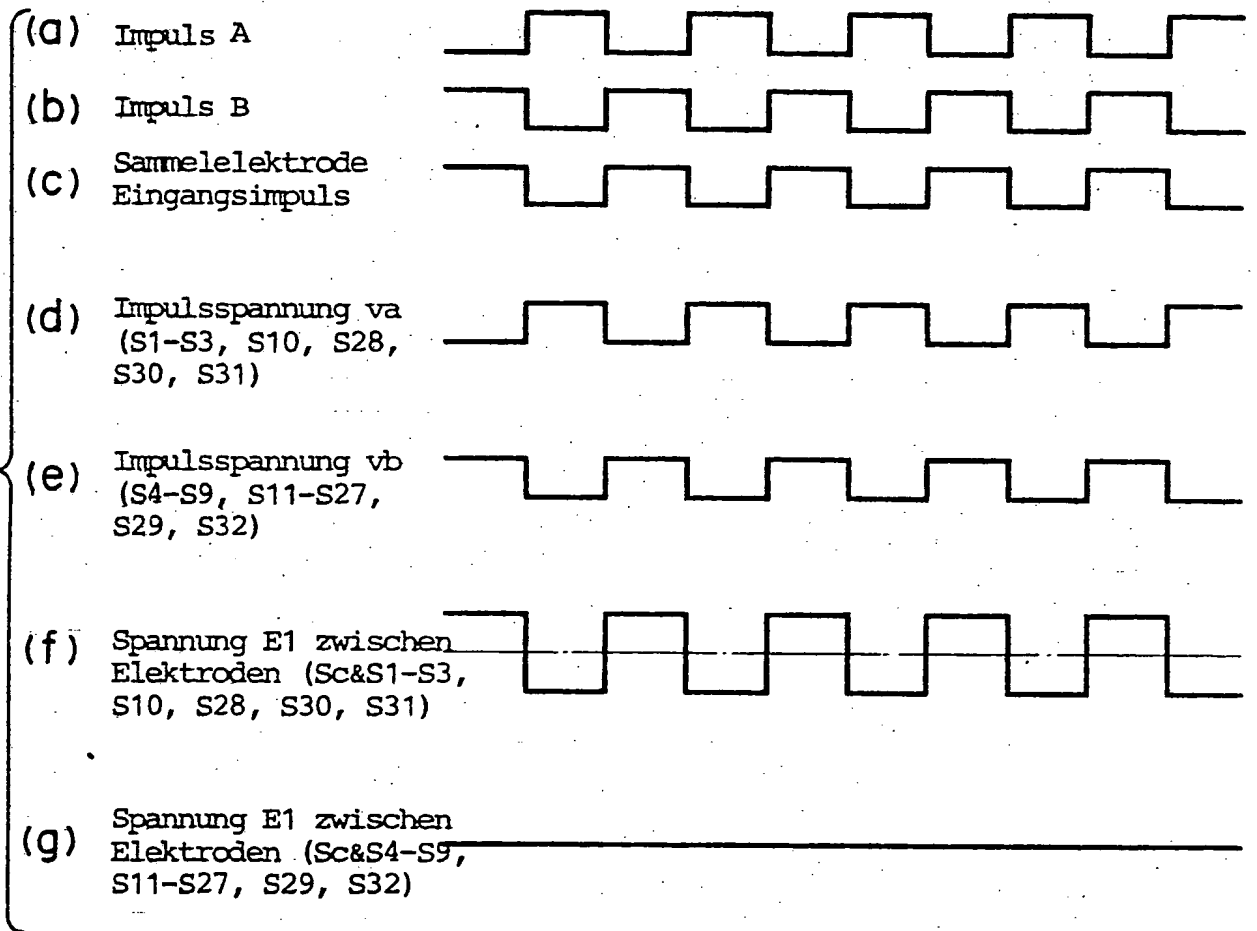 (a) Impuls A
(b) Impuls B
(c) Sammelelektrode
Eingangsimpuls
(d) Impulsspannung va
(S1-S3, S10, S28,
S30, S31)
(e) Impulsspannung vb
(S4-S9, S11-S27,
S29, S32)
(f) Spannung E1 zwischen
Elektroden (Sc&S1-S3,
S10, S28, S30, S31)
(g) Spannung E1 zwischen
Elektroden (Sc&S4-S9,
S11-S27, S29, S32)